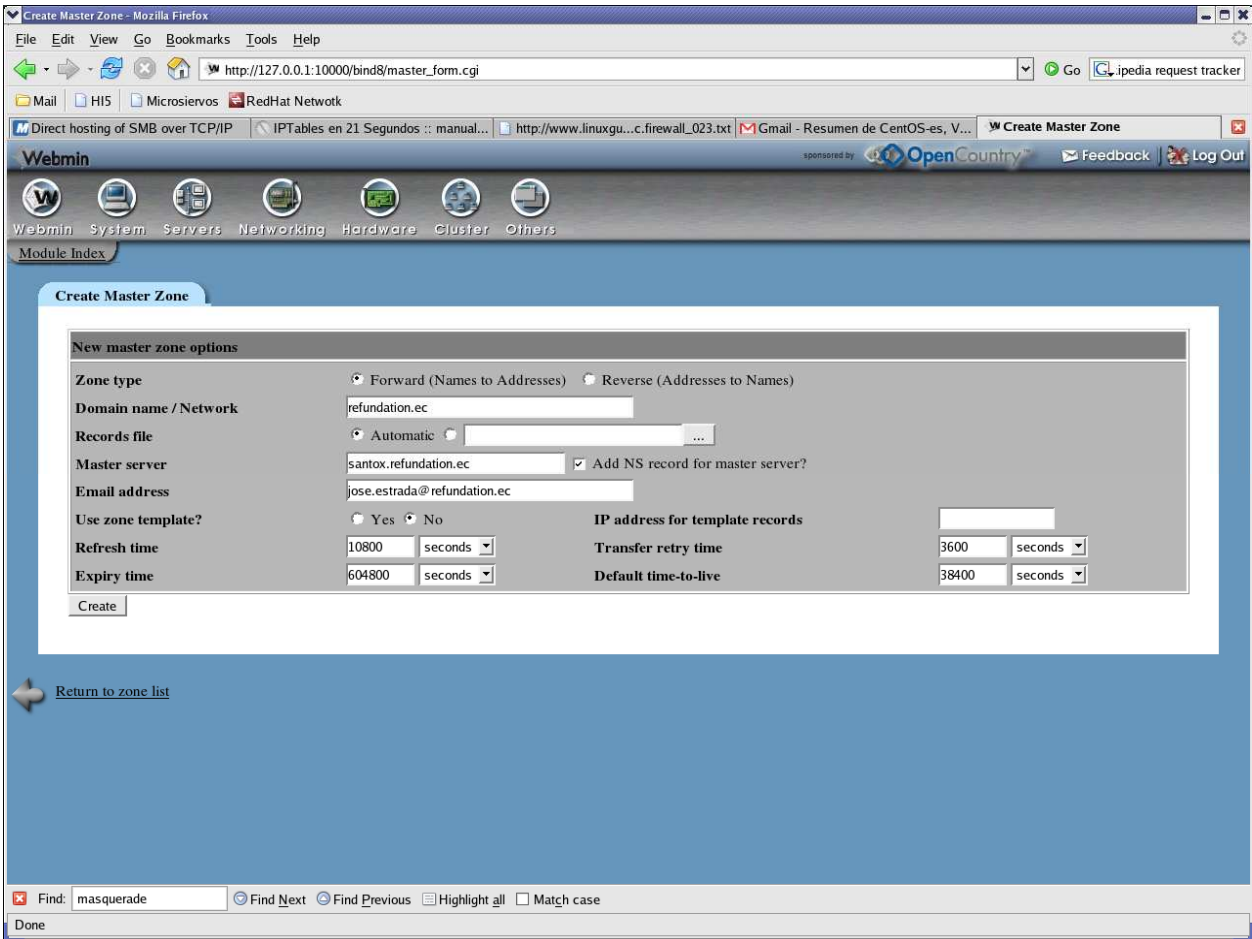 Create Master Zone - Mozilla Firefox
File Edit View Go Bookmarks Tools Help
http://127.0.0.1:10000/bind8/master_form.cgi Go ipedia request tracker
Mail HI5 Microsiervos RedHat Netwotk
Direct hosting of SMB over TCP/IP IPTables en 21 Segundos :: manual... http://www.linuxgu...c.firewall_023.txt Gmail - Resumen de CentOS-es, V... Create Master Zone
Webmin sponsored by OpenCountry™ Feedback Log Out
Webmin System Servers Networking Hardware Cluster Others
Module Index
Create Master Zone
New master zone options
Zone type Forward (Names to Addresses) Reverse (Addresses to Names)
Domain name / Network refundation.ec
Records file Automatic ...
Master server santox.refundation.ec Add NS record for master server?
Email address jose.estrada@refundation.ec
Use zone template? Yes No IP address for template records
Refresh time 10800 seconds Transfer retry time 3600 seconds
Expiry time 604800 seconds Default time-to-live 38400 seconds
Create
Return to zone list
Find: masquerade Find Next Find Previous Highlight all Match case
Done